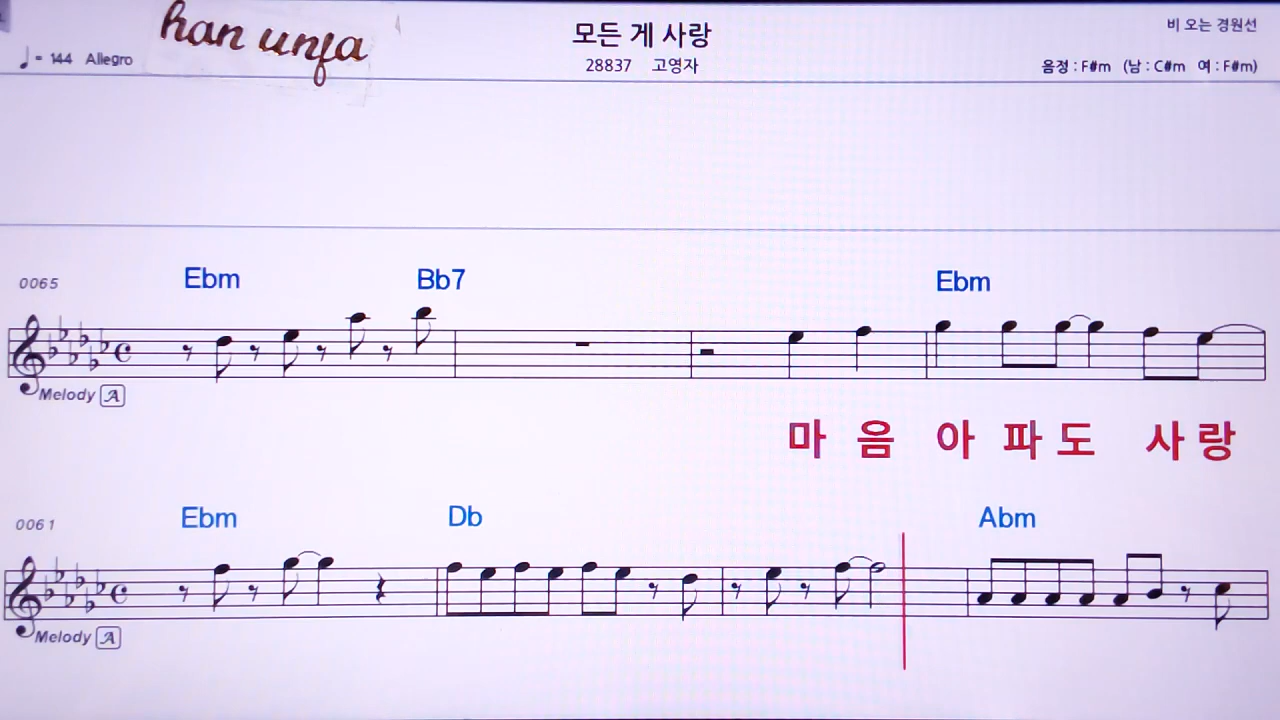 han unja
모든 게 사랑
비 오는 경원선
♩= 144 Allegro
28837 고영자
음정 : F#m (남 : C#m 여 : F#m)
0065
Ebm Bb7 Ebm
Melody A
마 음 아 파 도 사 랑
0061
Ebm Db Abm
Melody A